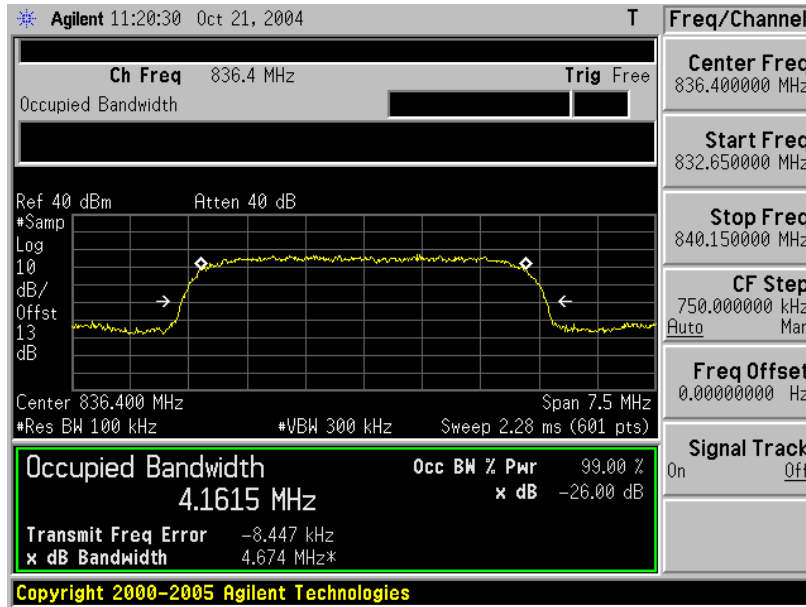 Agilent 11:20:30 Oct 21, 2004 T
Freq/Channel
Ch Freq 836.4 MHz Trig Free
Occupied Bandwidth
Center Freq
836.400000 MHz
Start Freq
832.650000 MHz
Stop Freq
840.150000 MHz
CF Step
750.000000 kHz
Auto Man
Freq Offset
0.00000000 Hz
Signal Track
On Off
Ref 40 dBm Atten 40 dB
#Samp
Log
10
dB/
Offst
13
dB
Center 836.400 MHz Span 7.5 MHz
#Res BW 100 kHz #VBW 300 kHz Sweep 2.28 ms (601 pts)
Occupied Bandwidth Occ BW % Pwr 99.00 %
4.1615 MHz x dB -26.00 dB
Transmit Freq Error -8.447 kHz
x dB Bandwidth 4.674 MHz*
Copyright 2000-2005 Agilent Technologies